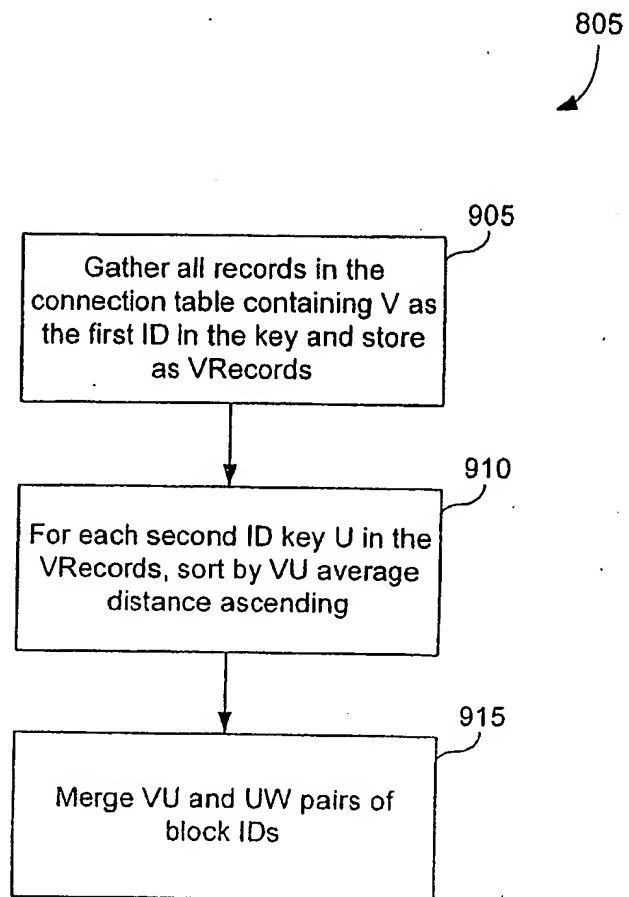 805
905
Gather all records in the
connection table containing V as
the first ID in the key and store
as VRecords
910
For each second ID key U in the
VRecords, sort by VU average
distance ascending
915
Merge VU and UW pairs of
block IDs